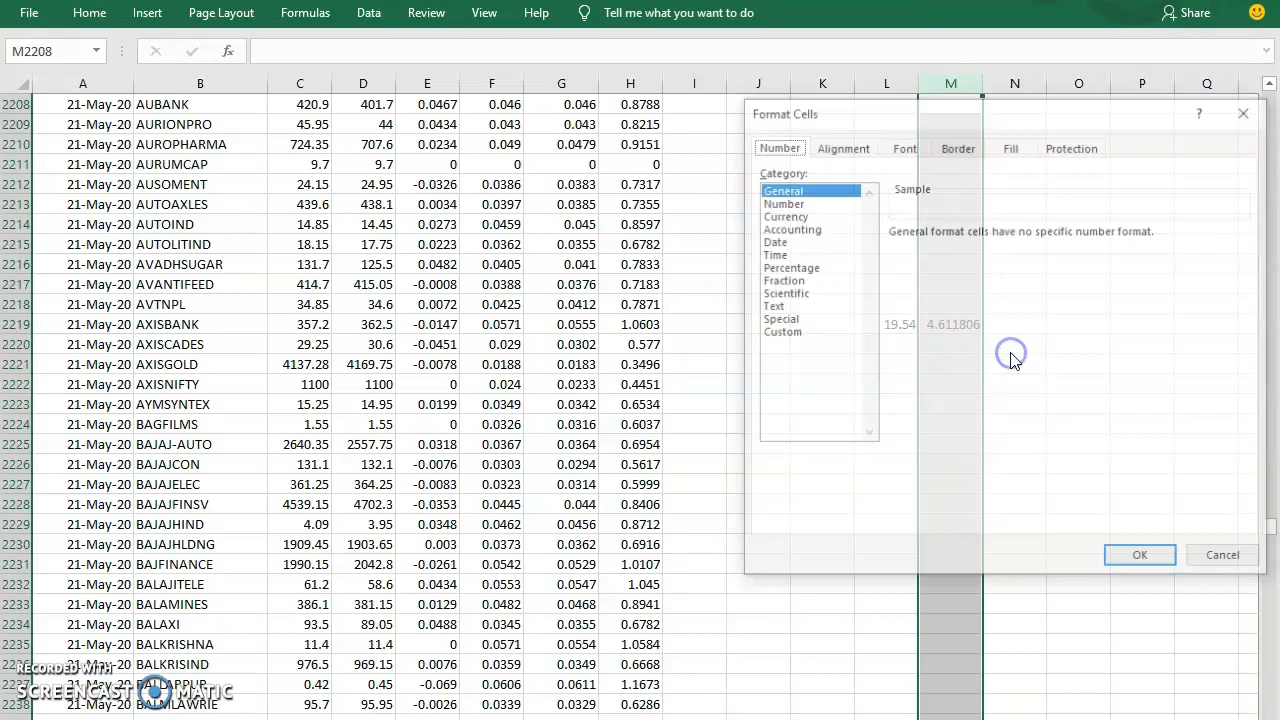 File Home Insert Page Layout Formulas Data Review View Help Tell me what you want to do Share
M2208 fx
A B C D E F G H I J K L M N O P Q
2208 21-May-20 AUBANK 420.9 401.7 0.0467 0.046 0.046 0.8788
2209 21-May-20 AURIONPRO 45.95 44 0.0434 0.043 0.043 0.8215
2210 21-May-20 AUROPHARMA 724.35 707.6 0.0234 0.049 0.0479 0.9151
2211 21-May-20 AURUMCAP 9.7 9.7 0 0 0 0
2212 21-May-20 AUSOMENT 24.15 24.95 -0.0326 0.0386 0.0383 0.7317
2213 21-May-20 AUTOAXLES 439.6 438.1 0.0034 0.0397 0.0385 0.7355
2214 21-May-20 AUTOIND 14.85 14.45 0.0273 0.0459 0.045 0.8597
2215 21-May-20 AUTOLITIND 18.15 17.75 0.0223 0.0362 0.0355 0.6782
2216 21-May-20 AVADHSUGAR 131.7 125.5 0.0482 0.0405 0.041 0.7833
2217 21-May-20 AVANTIFEED 414.7 415.05 -0.0008 0.0388 0.0376 0.7183
2218 21-May-20 AVTNPL 34.85 34.6 0.0072 0.0425 0.0412 0.7871
2219 21-May-20 AXISBANK 357.2 362.5 -0.0147 0.0571 0.0555 1.0603 19.54 4.611806
2220 21-May-20 AXISCADES 29.25 30.6 -0.0451 0.029 0.0302 0.577
2221 21-May-20 AXISGOLD 4137.28 4169.75 -0.0078 0.0188 0.0183 0.3496
2222 21-May-20 AXISNIFTY 1100 1100 0 0.024 0.0233 0.4451
2223 21-May-20 AYMSYNTEX 15.25 14.95 0.0199 0.0349 0.0342 0.6534
2224 21-May-20 BAGFILMS 1.55 1.55 0 0.0326 0.0316 0.6037
2225 21-May-20 BAJAJ-AUTO 2640.35 2557.75 0.0318 0.0367 0.0364 0.6954
2226 21-May-20 BAJAJCON 131.1 132.1 -0.0076 0.0303 0.0294 0.5617
2227 21-May-20 BAJAJELEC 361.25 364.25 -0.0083 0.0323 0.0314 0.5999
2228 21-May-20 BAJAJFINSV 4539.15 4702.3 -0.0353 0.0445 0.044 0.8406
2229 21-May-20 BAJAJHIND 4.09 3.95 0.0348 0.0462 0.0456 0.8712
2230 21-May-20 BAJAJHLDNG 1909.45 1903.65 0.003 0.0373 0.0362 0.6916
2231 21-May-20 BAJFINANCE 1990.15 2042.8 -0.0261 0.0542 0.0529 1.0107
2232 21-May-20 BALAJITELE 61.2 58.6 0.0434 0.0553 0.0547 1.045
2233 21-May-20 BALAMINES 386.1 381.15 0.0129 0.0482 0.0468 0.8941
2234 21-May-20 BALAXI 93.5 89.05 0.0488 0.0345 0.0355 0.6782
2235 21-May-20 BALKRISHNA 11.4 11.4 0 0.0571 0.0554 1.0584
2236 21-May-20 BALKRISIND 976.5 969.15 0.0076 0.0359 0.0349 0.6668
21-May-20 BALLARPUR 0.42 0.45 -0.069 0.0606 0.0611 1.1673
2238 21-May-20 BALMLAWRIE 95.7 95.95 -0.0026 0.0339 0.0329 0.6286
Format Cells ?
Number Alignment Font Border Fill Protection
Category:
General
Number
Currency
Accounting
Date
Time
Percentage
Fraction
Scientific
Text
Special
Custom
Sample
General format cells have no specific number format.
OK Cancel
RECORDED WITH
SCREENCAST MATIC